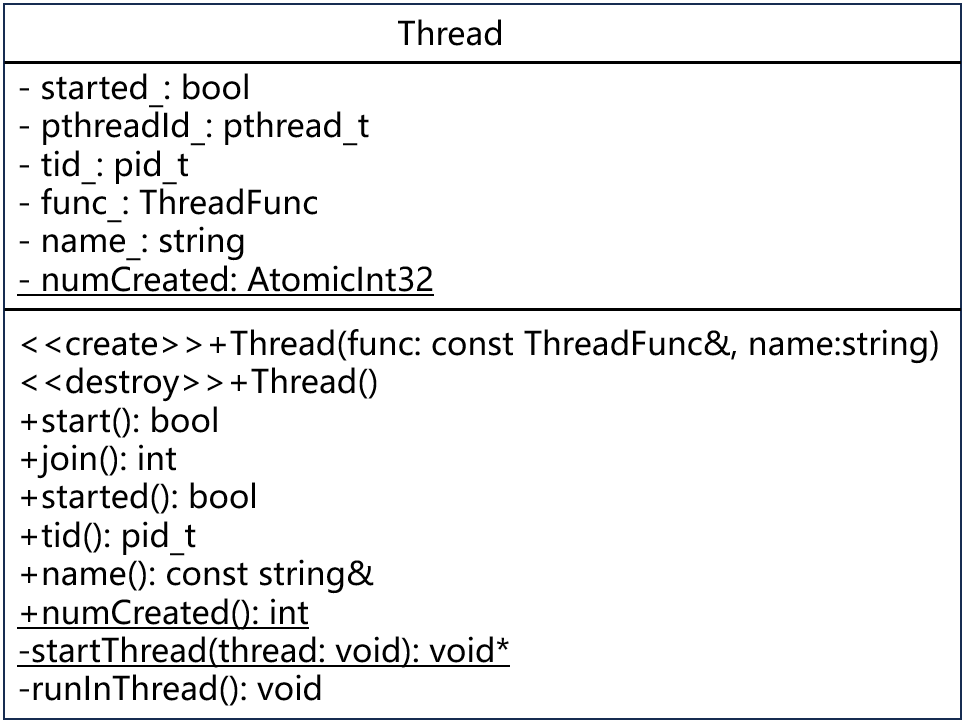 Thread
- started_: bool
- pthreadId_: pthread_t
- tid_: pid_t
- func_: ThreadFunc
- name_: string
- numCreated: AtomicInt32
<<create>>+Thread(func: const ThreadFunc&, name:string)
<<destroy>>+Thread()
+start(): bool
+join(): int
+started(): bool
+tid(): pid_t
+name(): const string&
+numCreated(): int
-startThread(thread: void): void*
-runInThread(): void